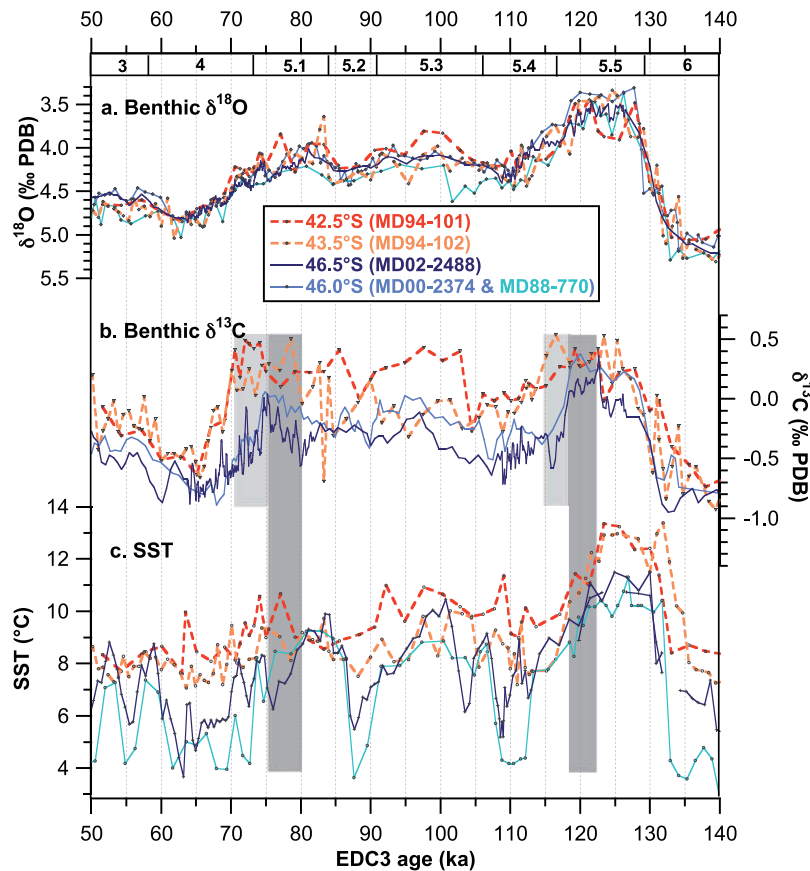 50 60 70 80 90 100 110 120 130 140
3 4 5.1 5.2 5.3 5.4 5.5 6
a. Benthic δ18O
3.5
4.0
4.5
5.0
5.5
δ18O (‰ PDB)
42.5°S (MD94-101)
43.5°S (MD94-102)
46.5°S (MD02-2488)
46.0°S (MD00-2374 & MD88-770)
b. Benthic δ13C
0.5
0.0
-0.5
-1.0
δ13C (‰ PDB)
c. SST
14
12
10
8
6
4
SST (°C)
50 60 70 80 90 100 110 120 130 140
EDC3 age (ka)